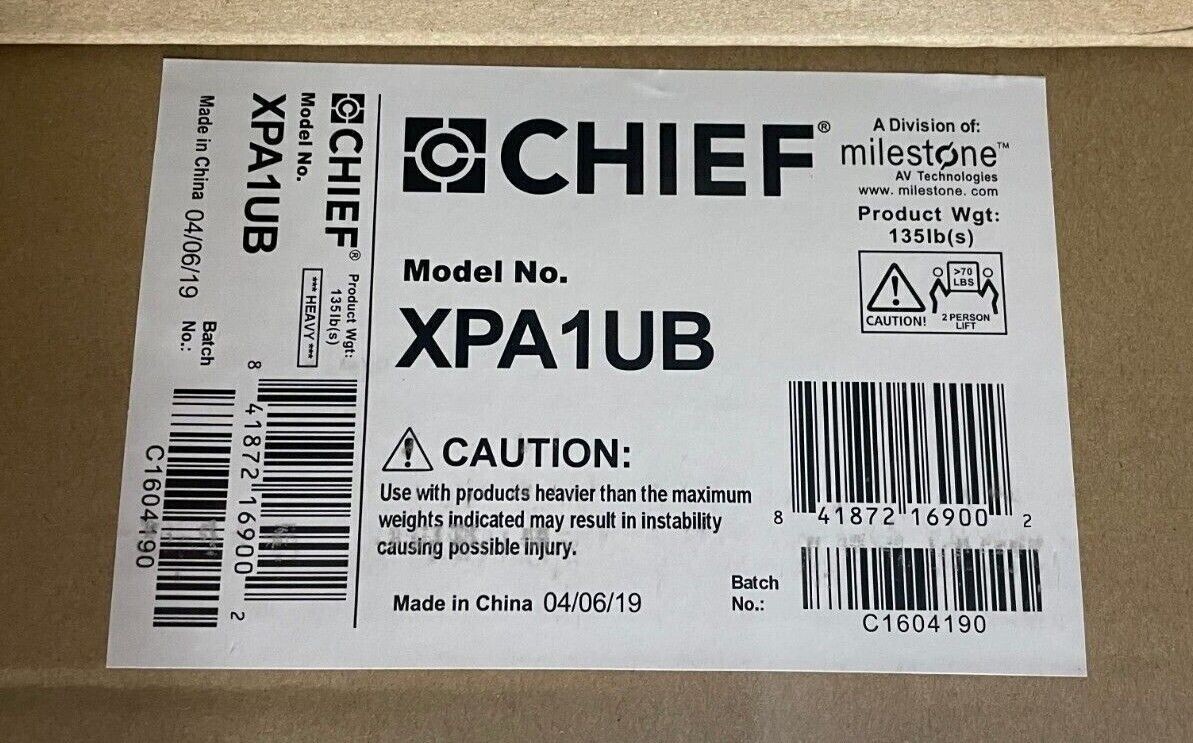 CHIEF®
Model No.
XPA1UB
Made in China 04/06/19
Product Wgt:
135lb(s)
*** HEAVY ***
Batch
No.:
8 41872 16900 2
C1604190
CHIEF®
A Division of:
milestone™
AV Technologies
www. milestone. com
Product Wgt:
135lb(s)
>70
LBS
CAUTION!
2 PERSON
LIFT
Model No.
XPA1UB
CAUTION:
Use with products heavier than the maximum
weights indicated may result in instability
causing possible injury.
8 41872 16900 2
Made in China 04/06/19
Batch
No.:
C1604190